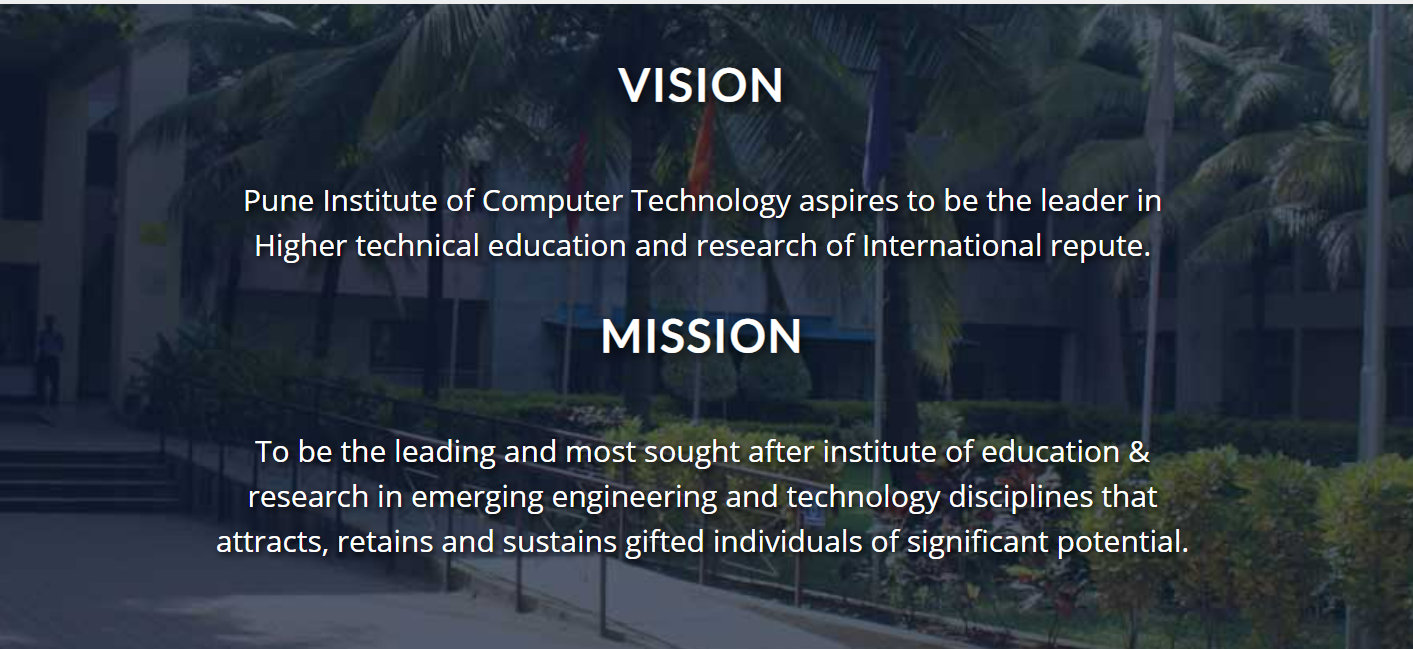 VISION
Pune Institute of Computer Technology aspires to be the leader in
Higher technical education and research of International repute.
MISSION
To be the leading and most sought after institute of education &
research in emerging engineering and technology disciplines that
attracts, retains and sustains gifted individuals of significant potential.